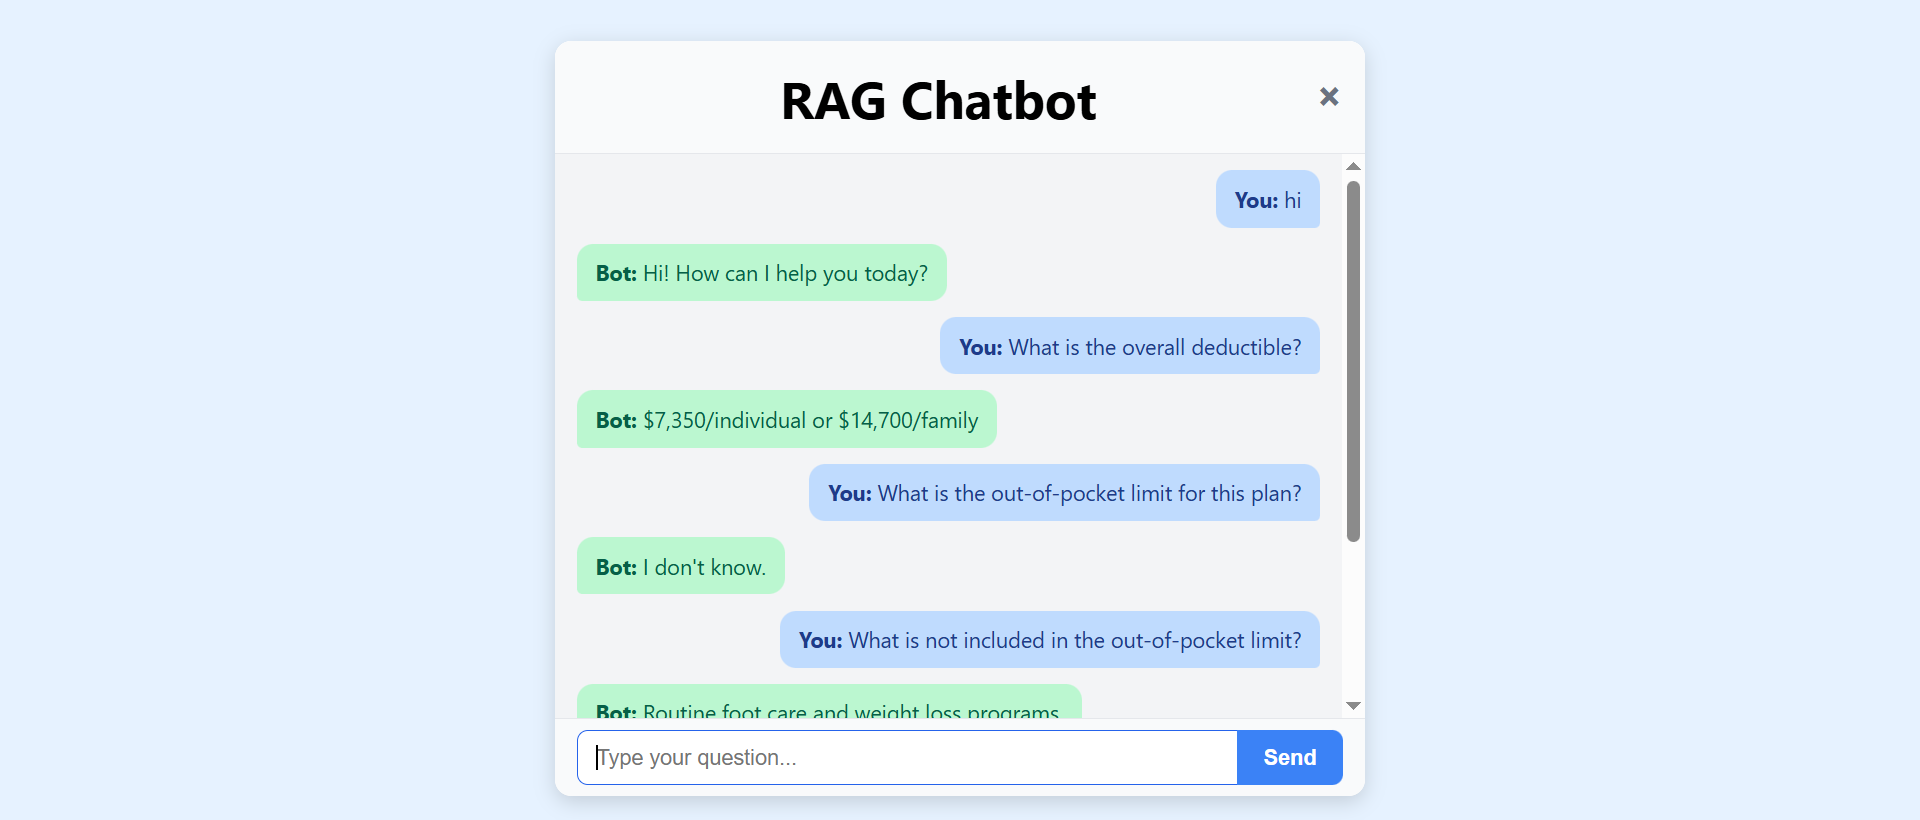 RAG Chatbot
×
You: hi
Bot: Hi! How can I help you today?
You: What is the overall deductible?
Bot: $7,350/individual or $14,700/family
You: What is the out-of-pocket limit for this plan?
Bot: I don't know.
You: What is not included in the out-of-pocket limit?
Bot: Routine foot care and weight loss programs
Type your question...
Send